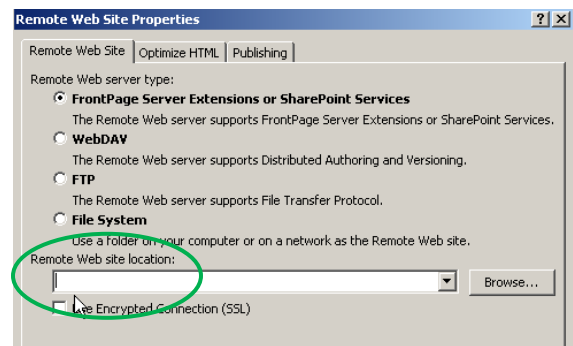 Remote Web Site Properties
Remote Web Site Optimize HTML Publishing
Remote Web server type:
FrontPage Server Extensions or SharePoint Services
The Remote Web server supports FrontPage Server Extensions or SharePoint Services.
WebDAV
The Remote Web server supports Distributed Authoring and Versioning.
FTP
The Remote Web server supports File Transfer Protocol.
File System
Use a folder on your computer or on a network as the Remote Web site.
Remote Web site location:
Browse...
Use Encrypted Connection (SSL)